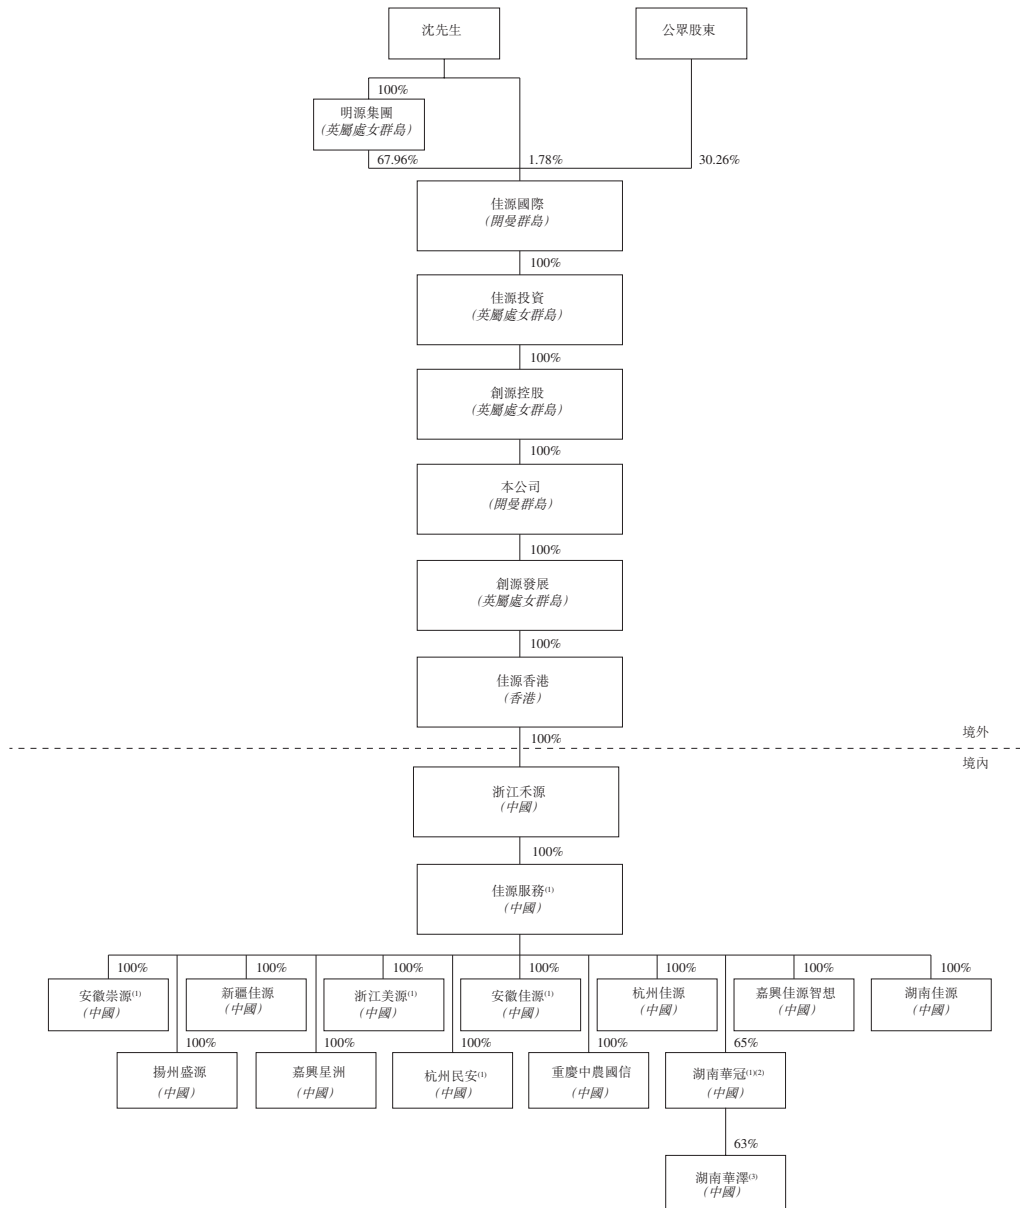 沈先生
公眾股東
100%
明源集團
（英屬處女群島）
67.96%
1.78%
30.26%
佳源國際
（開曼群島）
100%
佳源投資
（英屬處女群島）
100%
創源控股
（英屬處女群島）
100%
本公司
（開曼群島）
100%
創源發展
（英屬處女群島）
100%
佳源香港
（香港）
境外
100%
境內
浙江禾源
（中國）
100%
佳源服務(1)
（中國）
100%
100%
100%
100%
100%
100%
100%
安徽崇源(1)
（中國）
新疆佳源
（中國）
浙江美源(1)
（中國）
安徽佳源(1)
（中國）
杭州佳源
（中國）
嘉興佳源智想
（中國）
湖南佳源
（中國）
100%
100%
100%
100%
65%
揚州盛源
（中國）
嘉興星洲
（中國）
杭州民安(1)
（中國）
重慶中農國信
（中國）
湖南華冠(1)(2)
（中國）
63%
湖南華澤(3)
（中國）